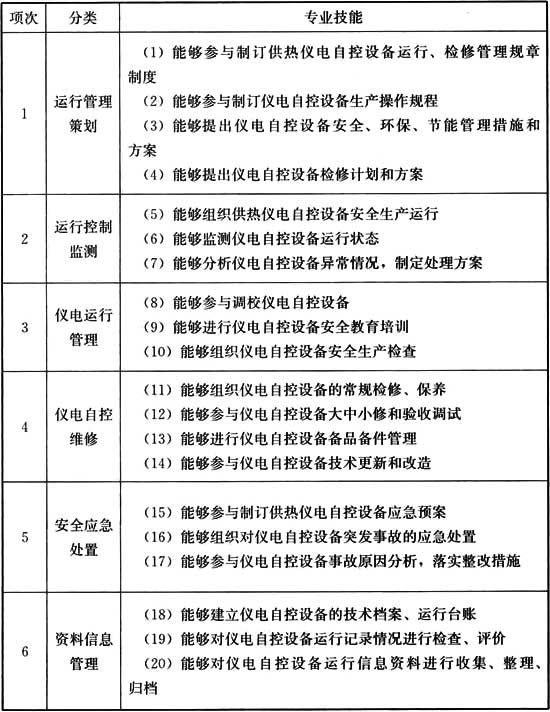 项次 分类 专业技能
1 运行管理策划
(1) 能够参与制订供热仪电自控设备运行、检修管理规章
制度
(2) 能够参与制订仪电自控设备生产操作规程
(3) 能够提出仪电自控设备安全、环保、节能管理措施和
方案
(4) 能够提出仪电自控设备检修计划和方案
2 运行控制监测
(5) 能够组织供热仪电自控设备安全生产运行
(6) 能够监测仪电自控设备运行状态
(7) 能够分析仪电自控设备异常情况，制定处理方案
3 仪电运行管理
(8) 能够参与调校仪电自控设备
(9) 能够进行仪电自控设备安全教育培训
(10) 能够组织仪电自控设备安全生产检查
4 仪电自控维修
(11) 能够组织仪电自控设备的常规检修、保养
(12) 能够参与仪电自控设备大中小修和验收调试
(13) 能够进行仪电自控设备备品备件管理
(14) 能够参与仪电自控设备技术更新和改造
5 安全应急处置
(15) 能够参与制订供热仪电自控设备应急预案
(16) 能够组织对仪电自控设备突发事故的应急处置
(17) 能够参与仪电自控设备事故原因分析，落实整改措施
6 资料信息管理
(18) 能够建立仪电自控设备的技术档案、运行台账
(19) 能够对仪电自控设备运行记录情况进行检查、评价
(20) 能够对仪电自控设备运行信息资料进行收集、整理、
归档